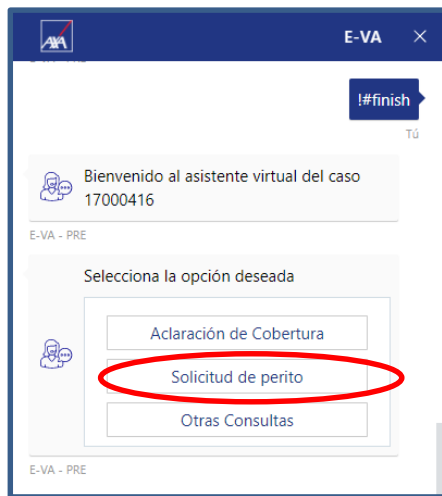 AXA
E-VA
!#finish
Tú
Bienvenido al asistente virtual del caso
17000416
E-VA - PRE
Selecciona la opción deseada
Aclaración de Cobertura
Solicitud de perito
Otras Consultas
E-VA - PRE